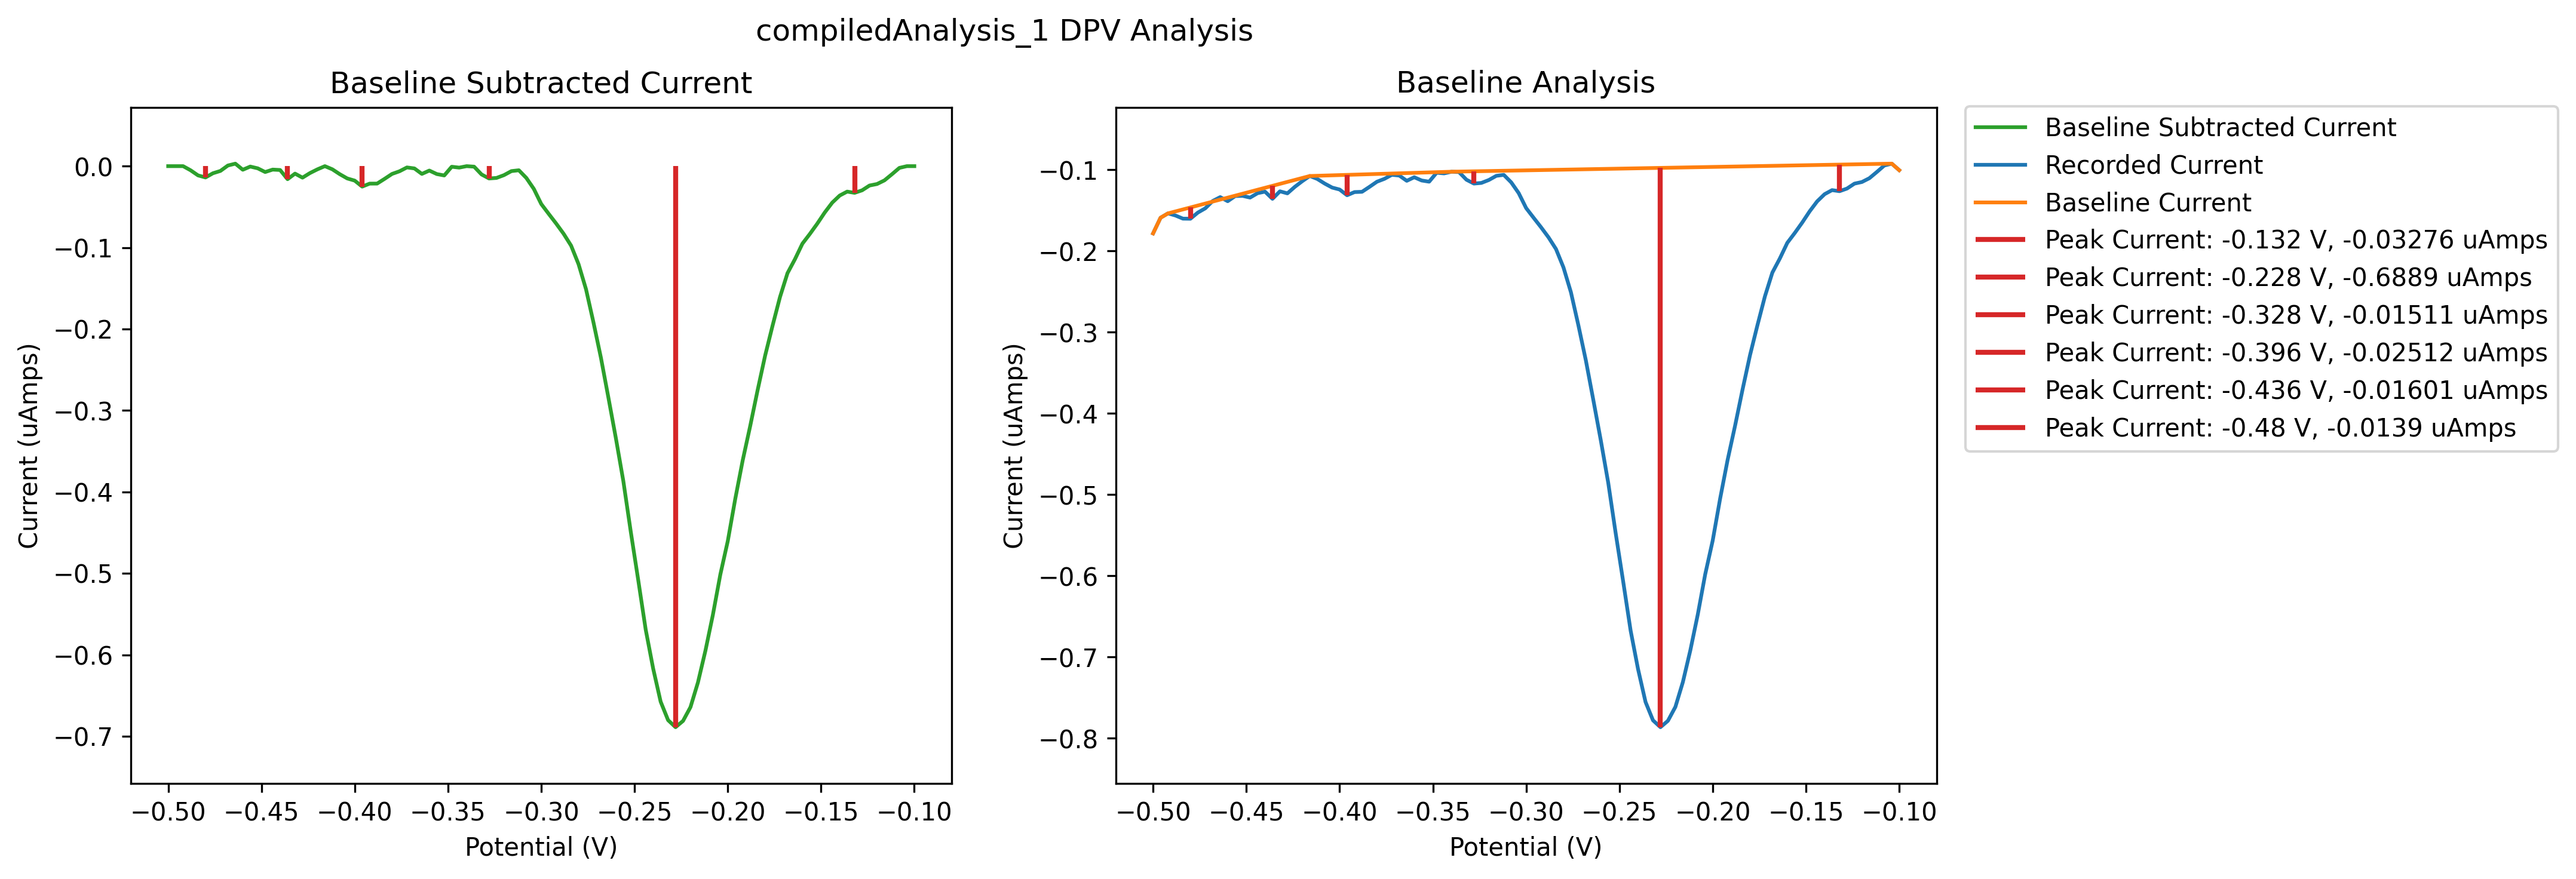 compiledAnalysis_1 DPV Analysis
Baseline Subtracted Current
0.0
−0.1
−0.2
−0.3
−0.4
−0.5
−0.6
−0.7
Current (uAmps)
−0.50 −0.45 −0.40 −0.35 −0.30 −0.25 −0.20 −0.15 −0.10
Potential (V)
Baseline Analysis
−0.1
−0.2
−0.3
−0.4
−0.5
−0.6
−0.7
−0.8
Current (uAmps)
−0.50 −0.45 −0.40 −0.35 −0.30 −0.25 −0.20 −0.15 −0.10
Potential (V)
Baseline Subtracted Current
Recorded Current
Baseline Current
Peak Current: -0.132 V, -0.03276 uAmps
Peak Current: -0.228 V, -0.6889 uAmps
Peak Current: -0.328 V, -0.01511 uAmps
Peak Current: -0.396 V, -0.02512 uAmps
Peak Current: -0.436 V, -0.01601 uAmps
Peak Current: -0.48 V, -0.0139 uAmps